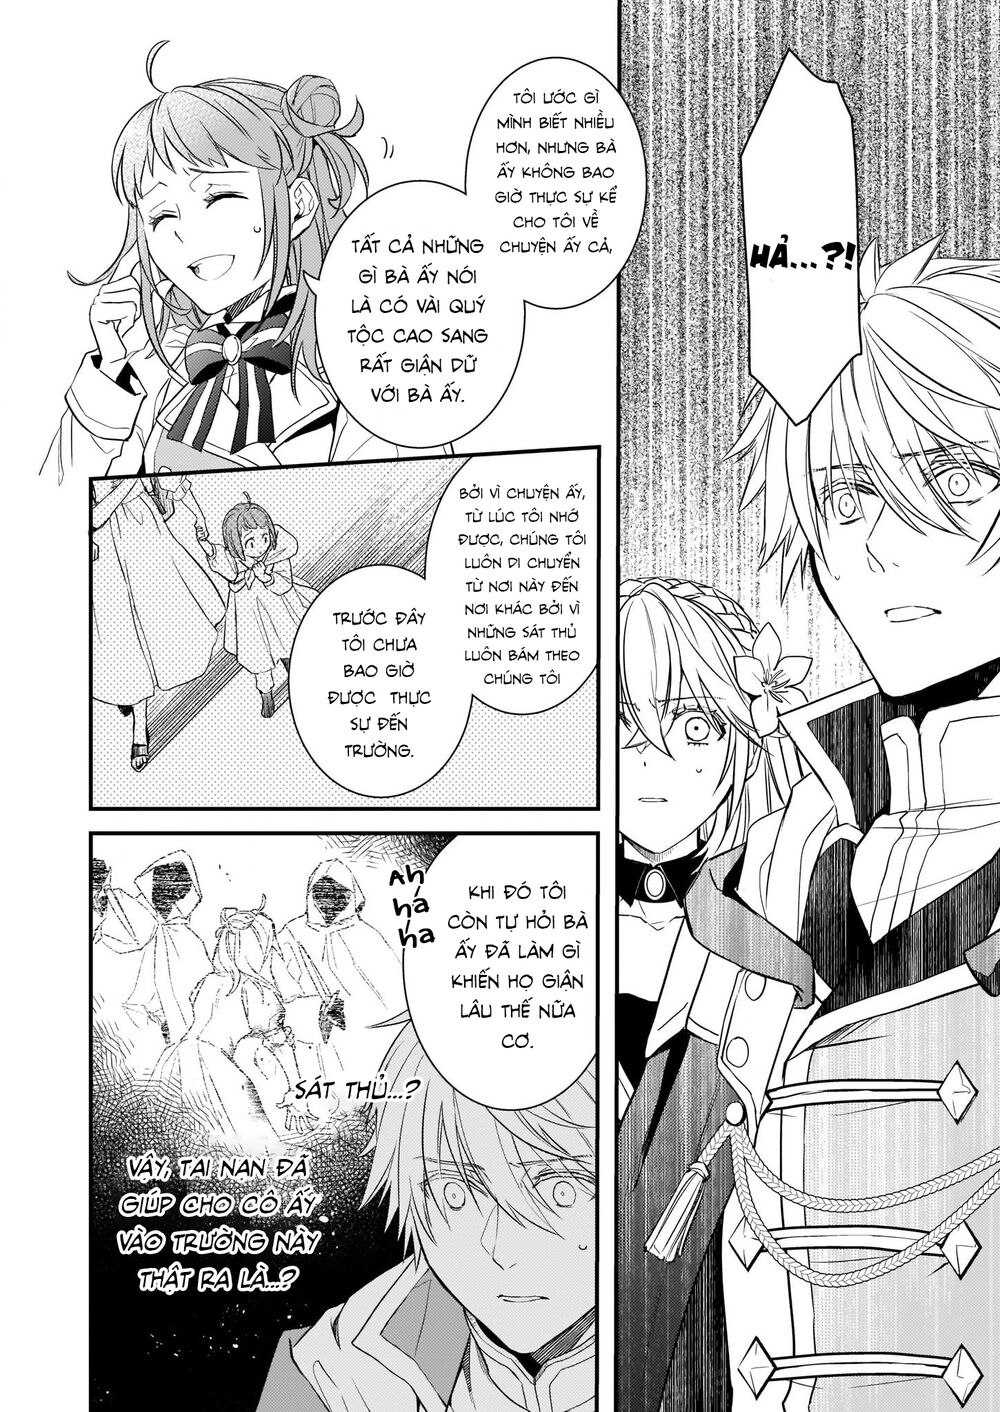 HẢ...?!
TÔI ƯỚC GÌ
MÌNH BIẾT NHIỀU
HƠN, NHƯNG BÀ
ẤY KHÔNG BAO
GIỜ THỰC SỰ KỂ
CHO TÔI VỀ
CHUYỆN ẤY CẢ,
TẤT CẢ NHỮNG
GÌ BÀ ẤY NÓI
LÀ CÓ VÀI QUÝ
TỘC CAO SANG
RẤT GIẬN DỮ
VỚI BÀ ẤY.
BỞI VÌ CHUYỆN ẤY,
TỪ LÚC TÔI NHỚ
ĐƯỢC, CHÚNG TÔI
LUÔN DI CHUYỂN
TỪ NƠI NÀY ĐẾN
NƠI KHÁC BỞI VÌ
NHỮNG SÁT THỦ
LUÔN BÁM THEO
CHÚNG TÔI
TRƯỚC ĐÂY
TÔI CHƯA
BAO GIỜ
ĐƯỢC THỰC
SỰ ĐẾN
TRƯỜNG.
KHI ĐÓ TÔI
CÒN TỰ HỎI BÀ
ẤY ĐÃ LÀM GÌ
KHIẾN HỌ GIẬN
LÂU THẾ NỮA
CƠ.
AH
HÁ
HA
SÁT THỦ...?
VẬY, TAI NẠN ĐÃ
GIÚP CHO CÔ ẤY
VÀO TRƯỜNG NÀY
THẬT RA LÀ...?